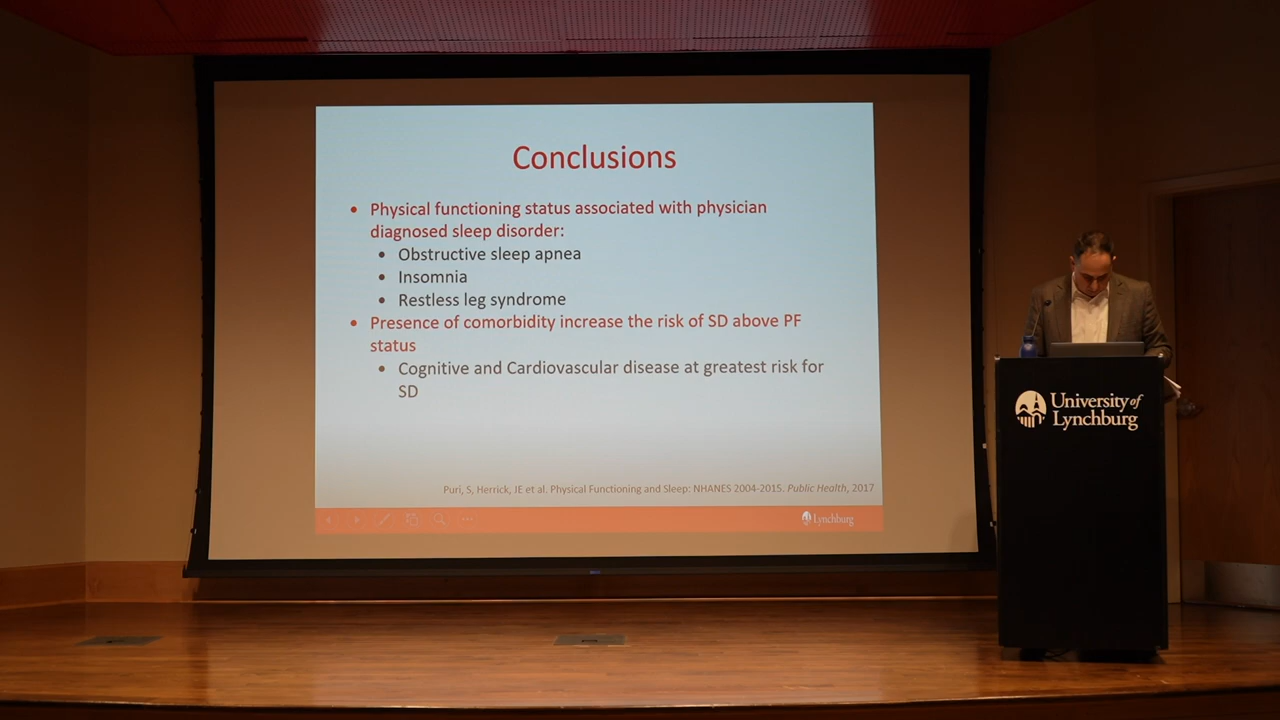 Conclusions
• Physical functioning status associated with physician
diagnosed sleep disorder:
• Obstructive sleep apnea
• Insomnia
• Restless leg syndrome
• Presence of comorbidity increase the risk of SD above PF
status
• Cognitive and Cardiovascular disease at greatest risk for
SD
Puri, S, Herrick, JE et al. Physical Functioning and Sleep: NHANES 2004-2015. Public Health, 2017
Lynchburg
University of
Lynchburg